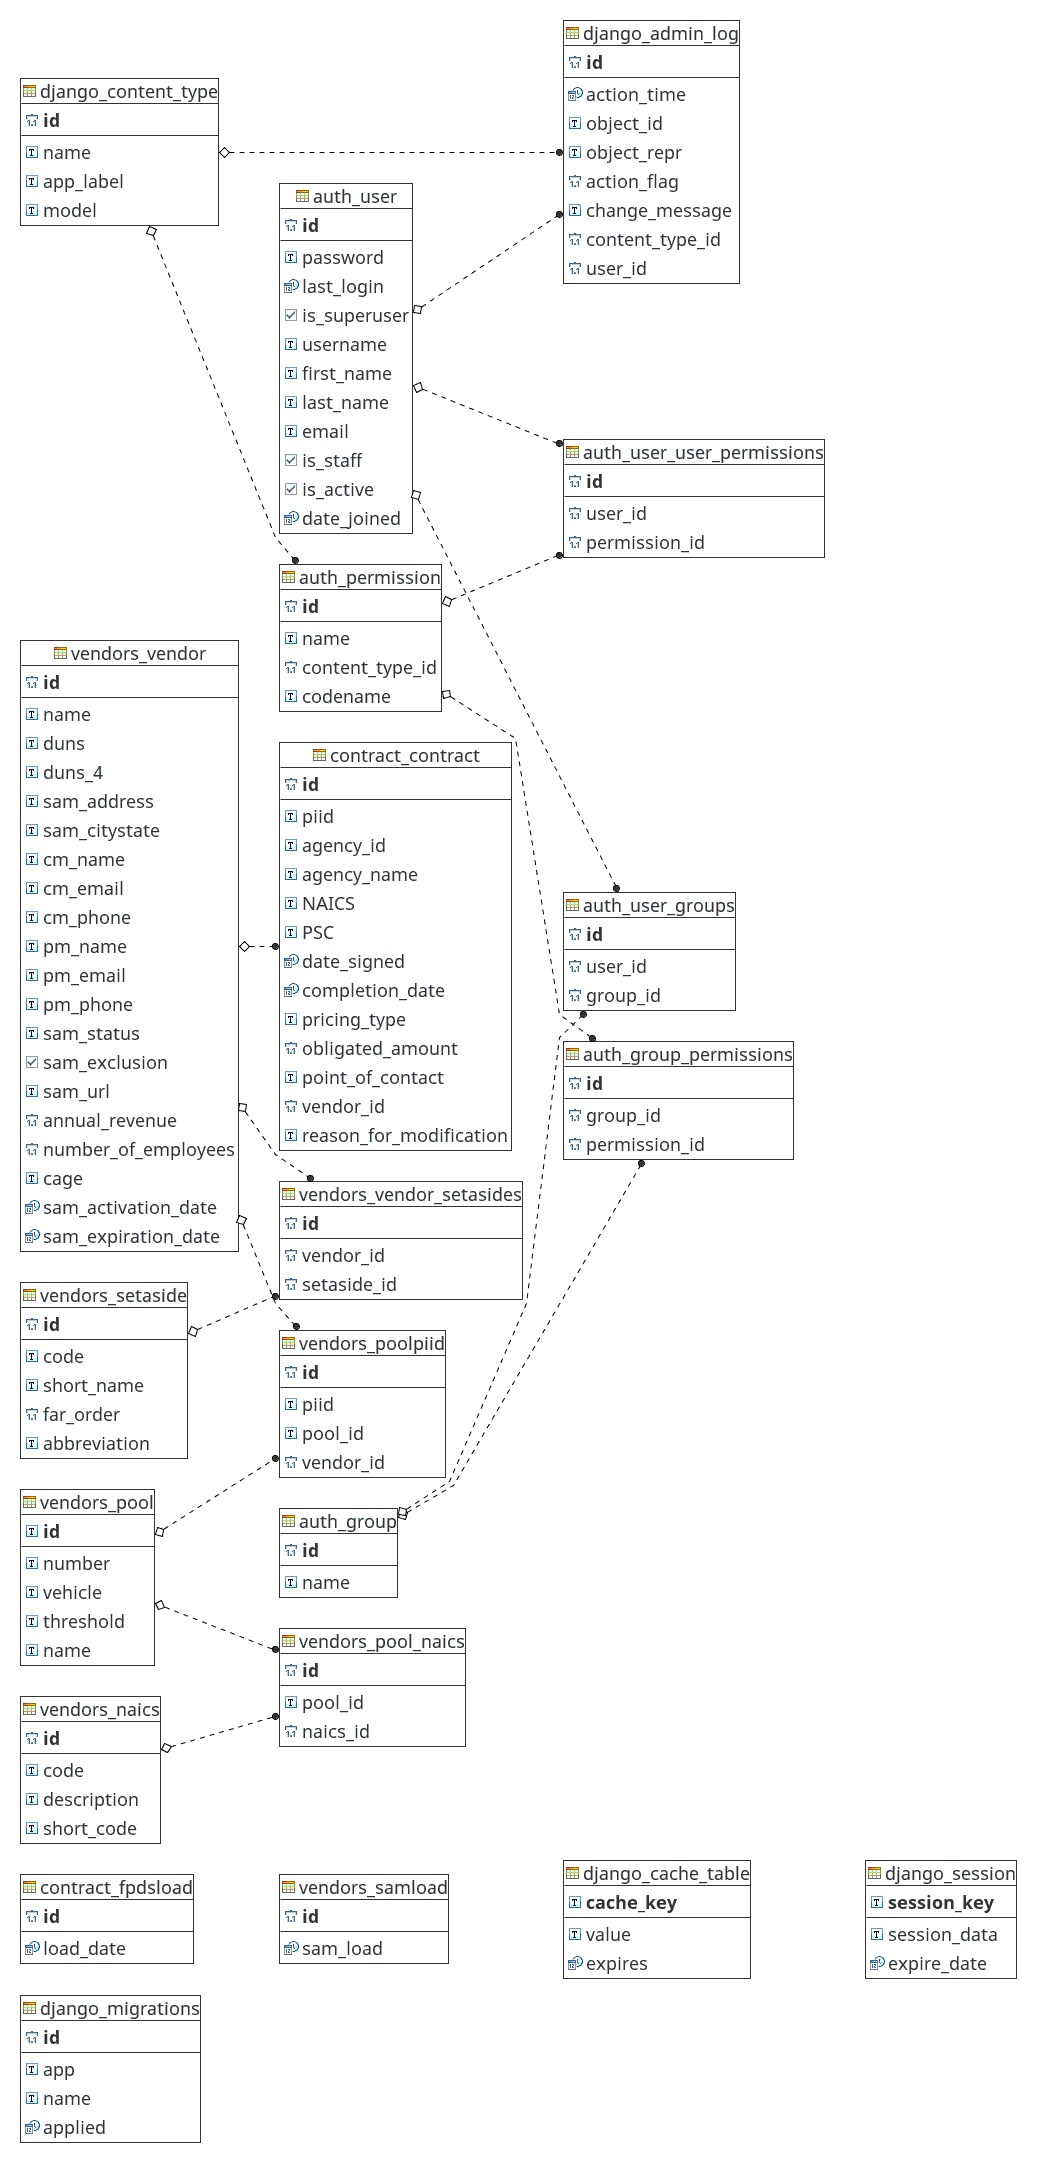 django_content_type
id
name
app_label
model
django_admin_log
id
action_time
object_id
object_repr
action_flag
change_message
content_type_id
user_id
auth_user
id
password
last_login
is_superuser
username
first_name
last_name
email
is_staff
is_active
date_joined
auth_user_user_permissions
id
user_id
permission_id
auth_permission
id
name
content_type_id
codename
vendors_vendor
id
name
duns
duns_4
sam_address
sam_citystate
cm_name
cm_email
cm_phone
pm_name
pm_email
pm_phone
sam_status
sam_exclusion
sam_url
annual_revenue
number_of_employees
cage
sam_activation_date
sam_expiration_date
contract_contract
id
piid
agency_id
agency_name
NAICS
PSC
date_signed
completion_date
pricing_type
obligated_amount
point_of_contact
vendor_id
reason_for_modification
auth_user_groups
id
user_id
group_id
auth_group_permissions
id
group_id
permission_id
vendors_vendor_setasides
id
vendor_id
setaside_id
vendors_setaside
id
code
short_name
far_order
abbreviation
vendors_poolpiid
id
piid
pool_id
vendor_id
vendors_pool
id
number
vehicle
threshold
name
auth_group
id
name
vendors_pool_naics
id
pool_id
naics_id
vendors_naics
id
code
description
short_code
contract_fpdsload
id
load_date
vendors_samload
id
sam_load
django_cache_table
cache_key
value
expires
django_session
session_key
session_data
expire_date
django_migrations
id
app
name
applied